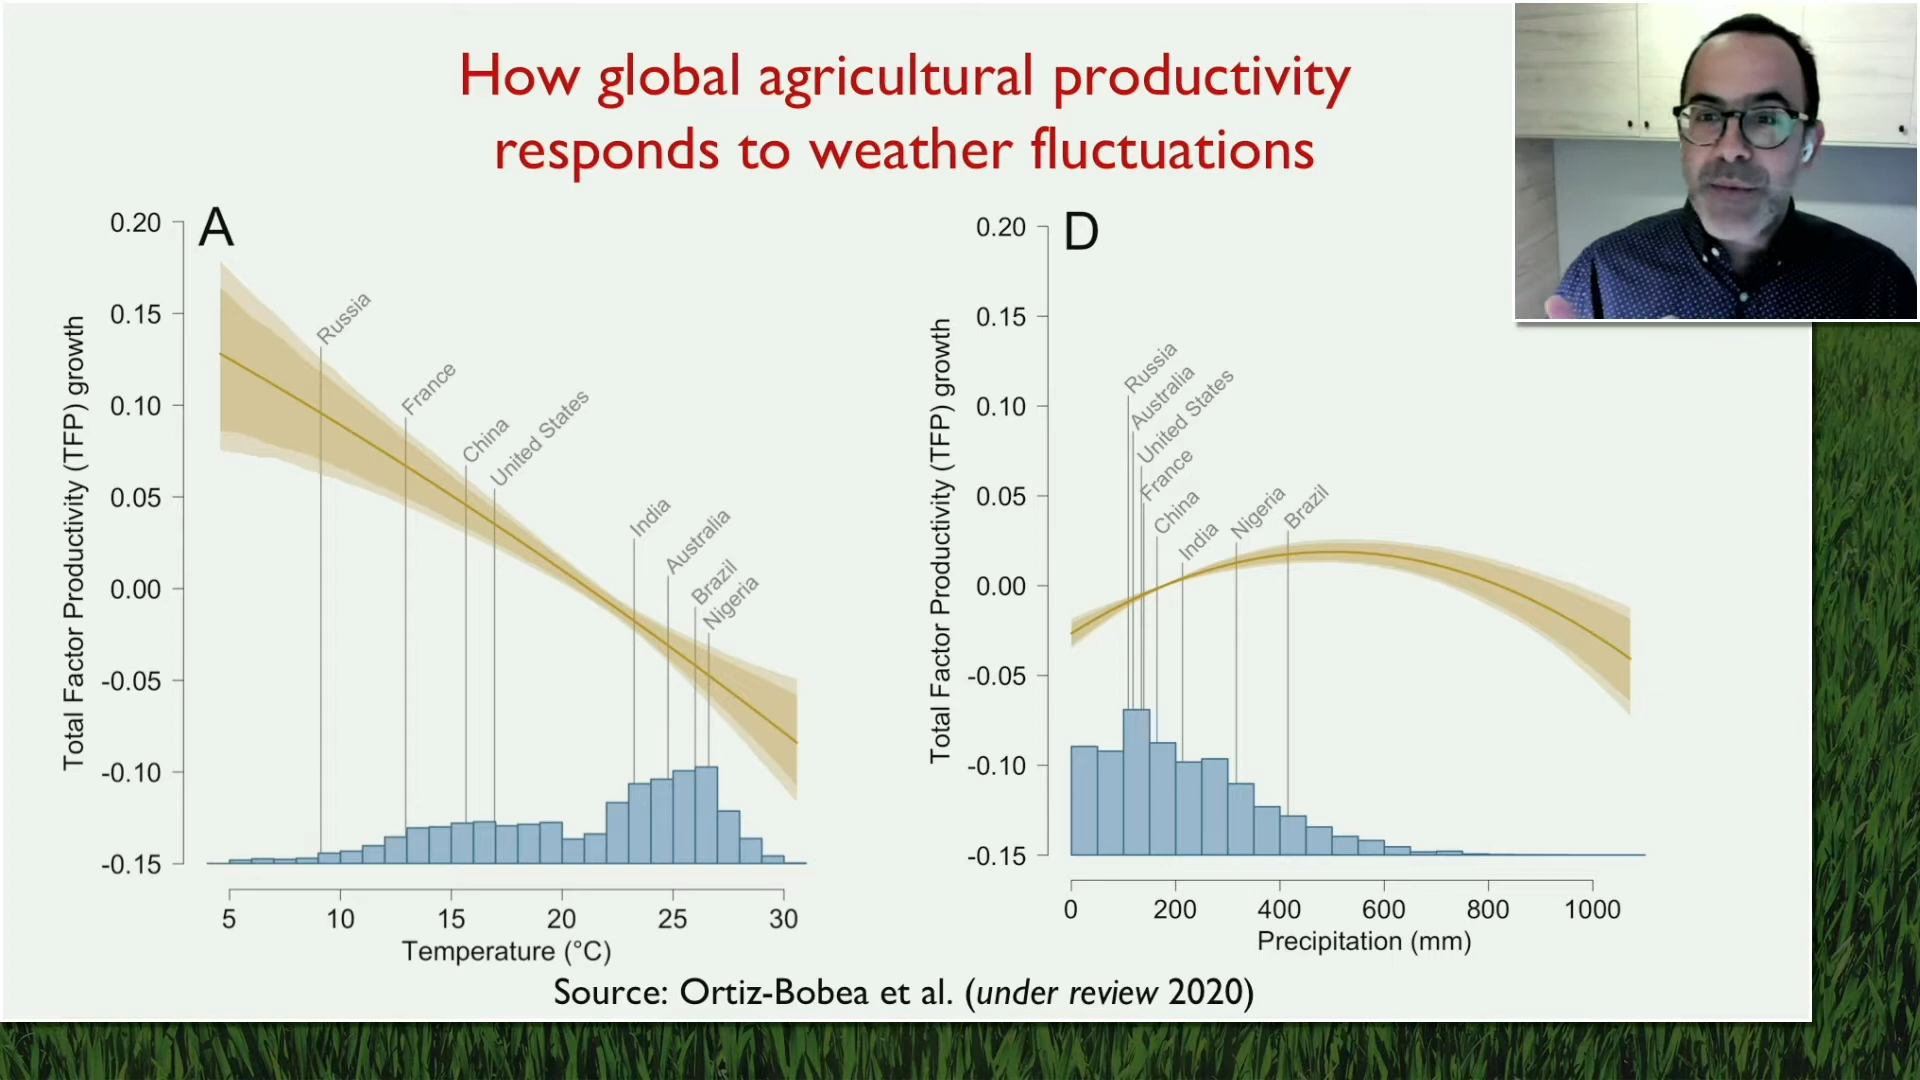 How global agricultural productivity
responds to weather fluctuations
A
0.20
0.15
0.10
0.05
0.00
-0.05
-0.10
-0.15
Total Factor Productivity (TFP) growth
Russia
France
China
United States
India
Australia
Brazil
Nigeria
5 10 15 20 25 30
Temperature (°C)
D
0.20
0.15
0.10
0.05
0.00
-0.05
-0.10
-0.15
Total Factor Productivity (TFP) growth
Russia
Australia
United States
France
China
India
Nigeria
Brazil
0 200 400 600 800 1000
Precipitation (mm)
Source: Ortiz-Bobea et al. (under review 2020)